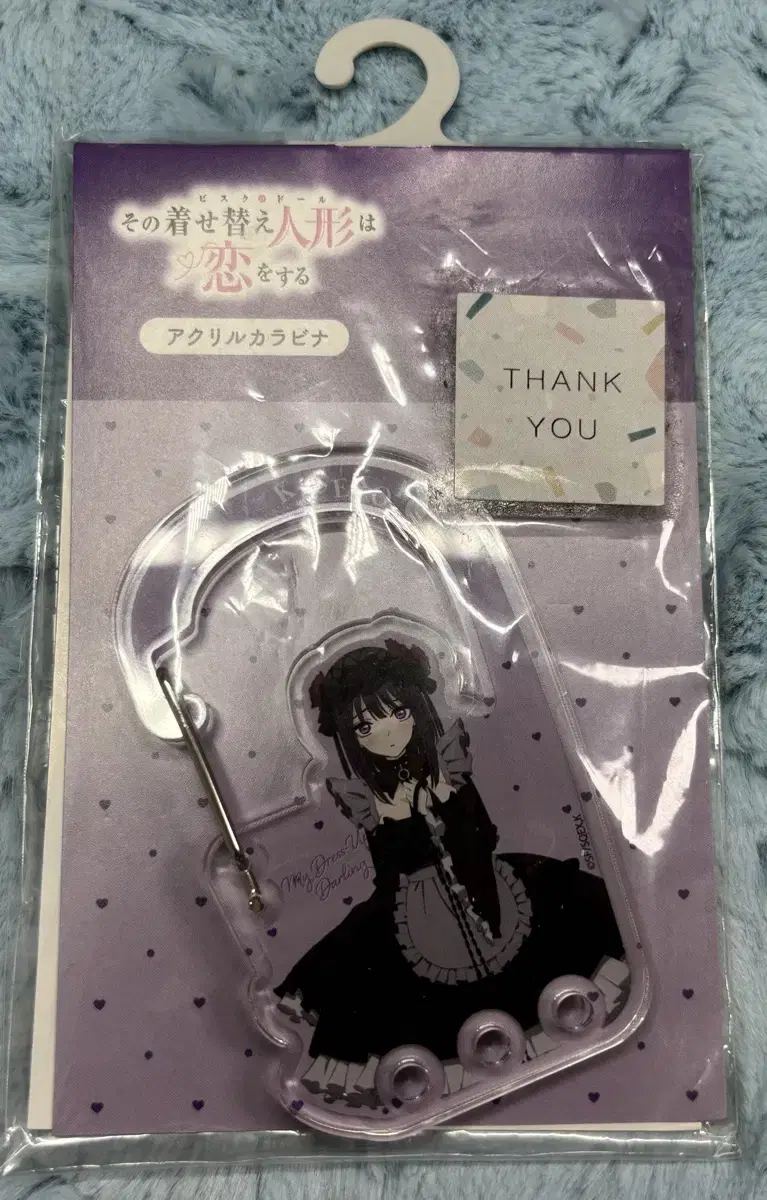 ビスク・ドール
その着せ替え人形は
恋をする
アクリルカラビナ
THANK
YOU
My Dress-Up
Darling